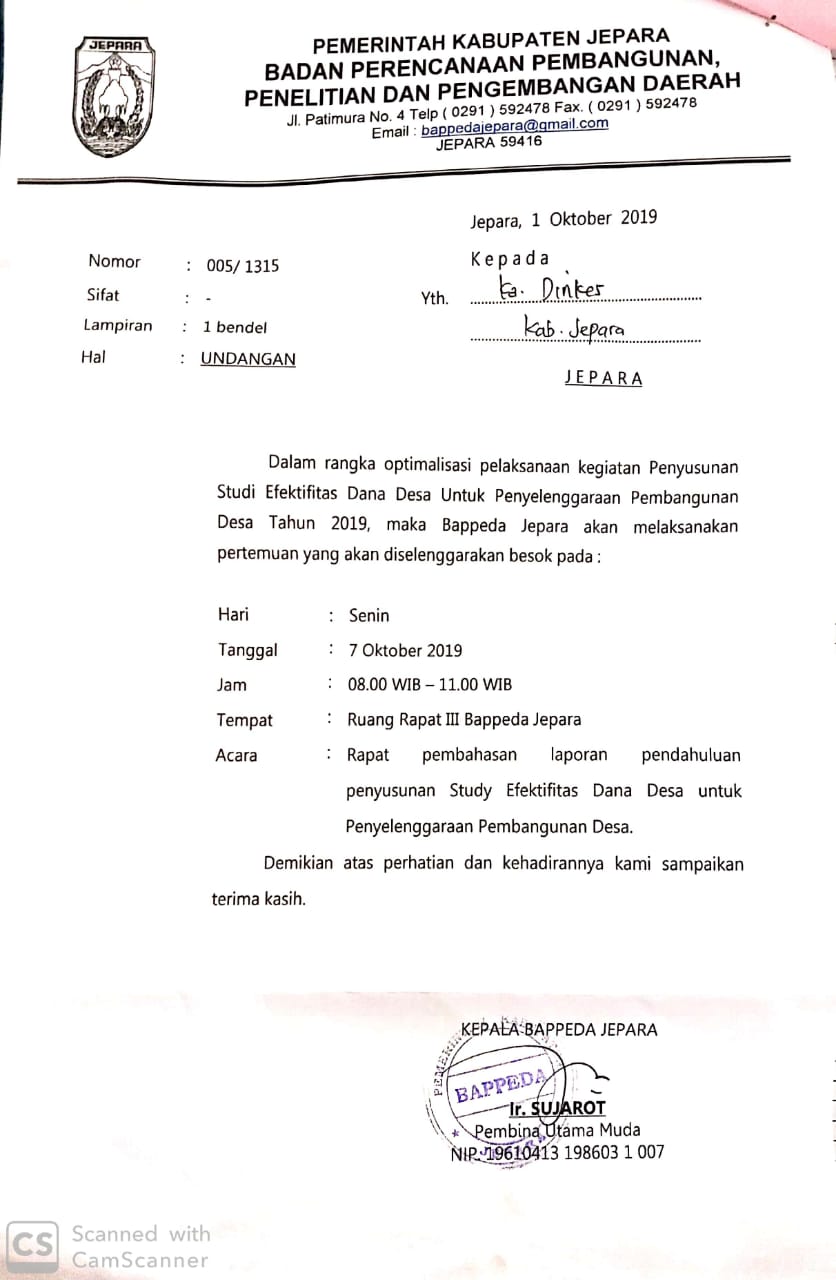 JEPARA
PEMERINTAH KABUPATEN JEPARA
BADAN PERENCANAAN PEMBANGUNAN,
PENELITIAN DAN PENGEMBANGAN DAERAH
Jl. Patimura No. 4 Telp ( 0291 ) 592478 Fax. ( 0291 ) 592478
Email : bappedajepara@gmail.com
JEPARA 59416
Jepara, 1 Oktober 2019
Nomor : 005/ 1315
Sifat : -
Lampiran : 1 bendel
Hal : UNDANGAN
Kepada
Yth. Ka. Dinker
Kab. Jepara
JEPARA
Dalam rangka optimalisasi pelaksanaan kegiatan Penyusunan
Studi Efektifitas Dana Desa Untuk Penyelenggaraan Pembangunan
Desa Tahun 2019, maka Bappeda Jepara akan melaksanakan
pertemuan yang akan diselenggarakan besok pada :
Hari : Senin
Tanggal : 7 Oktober 2019
Jam : 08.00 WIB – 11.00 WIB
Tempat : Ruang Rapat III Bappeda Jepara
Acara : Rapat pembahasan laporan pendahuluan
penyusunan Study Efektifitas Dana Desa untuk
Penyelenggaraan Pembangunan Desa.
Demikian atas perhatian dan kehadirannya kami sampaikan
terima kasih.
KEPALA BAPPEDA JEPARA
BAPPEDA
Ir. SUJAROT
Pembina Utama Muda
NIP. 19610413 198603 1 007
CS
Scanned with
CamScanner